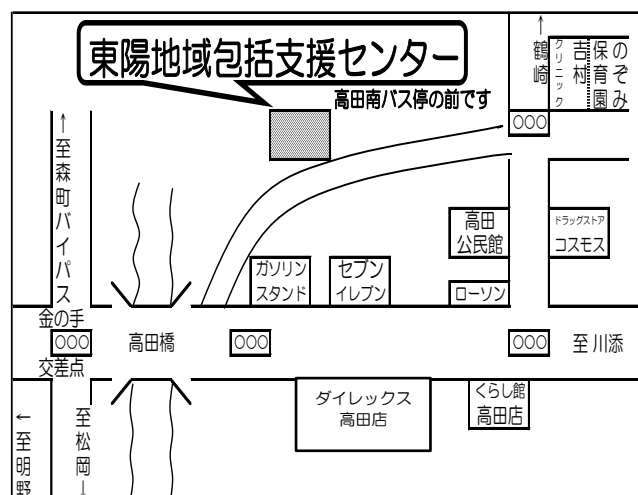 東陽地域包括支援センター
高田南バス停の前です
↑
鶴崎
吉村
クリニック
のぞみ
保育園
○○○
↑至森町バイパス
高田
公民館
ドラッグストア
コスモス
ガソリン
スタンド
セブン
イレブン
ローソン
金の手
○○○
交差点
高田橋
○○○
○○○
至川添
ダイレックス
高田店
くらし館
高田店
←至明野
至松岡↓